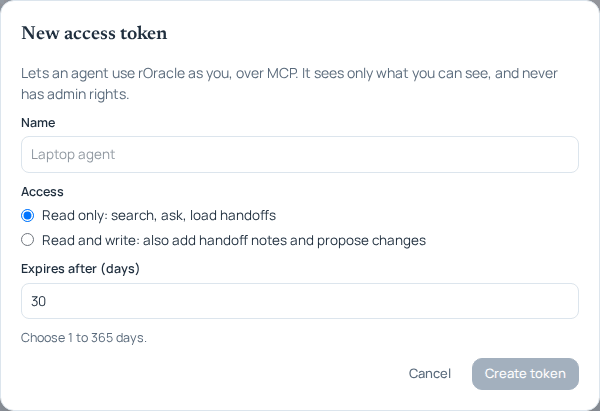 New access token
Lets an agent use rOracle as you, over MCP. It sees only what you can see, and never
has admin rights.
Name
Laptop agent
Access
Read only: search, ask, load handoffs
Read and write: also add handoff notes and propose changes
Expires after (days)
30
Choose 1 to 365 days.
Cancel
Create token